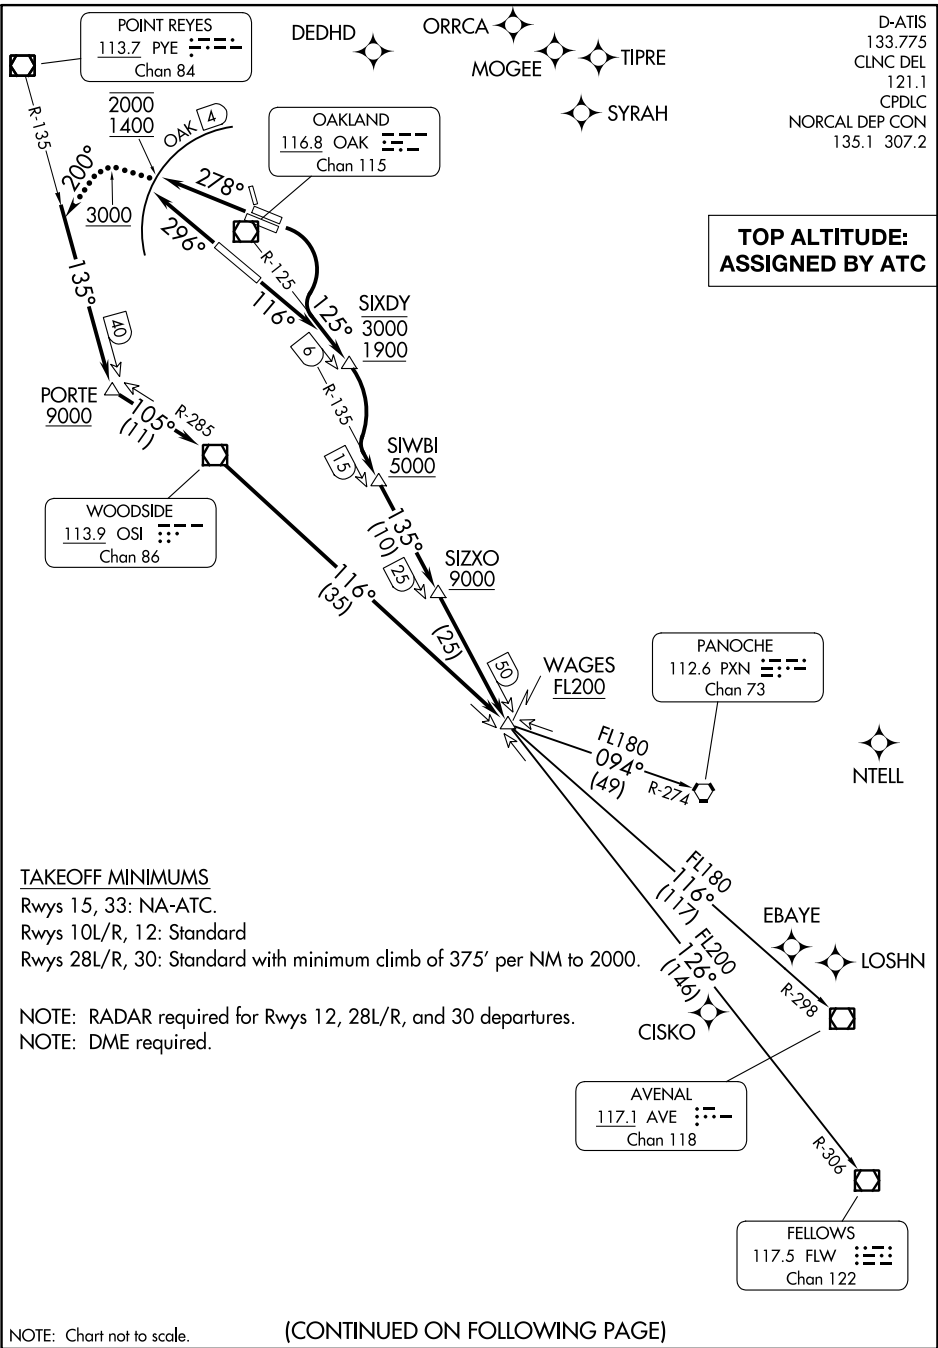 POINT REYES
113.7 PYE
Chan 84
DEDHD
ORRCA
MOGEE
TIPRE
SYRAH
D-ATIS
133.775
CLNC DEL
121.1
CPDLC
NORCAL DEP CON
135.1 307.2
R-135
2000
1400
OAK 4
OAKLAND
116.8 OAK
Chan 115
200°
3000
278°
296°
TOP ALTITUDE:
ASSIGNED BY ATC
R-125
135°
116°
125°
SIXDY
3000
1900
40
6
R-135
PORTE
9000
105°
(11)
R-285
SIWBI
5000
15
WOODSIDE
113.9 OSI
Chan 86
135°
(10)
25
SIZXO
9000
116°
(35)
(25)
50
WAGES
FL200
PANOCHE
112.6 PXN
Chan 73
FL180
094°
(49)
R-274
NTELL
TAKEOFF MINIMUMS
Rwys 15, 33: NA-ATC.
Rwys 10L/R, 12: Standard
Rwys 28L/R, 30: Standard with minimum climb of 375' per NM to 2000.
NOTE: RADAR required for Rwys 12, 28L/R, and 30 departures.
NOTE: DME required.
FL180
116°
(117)
EBAYE
LOSHN
FL200
126°
(146)
R-298
CISKO
AVENAL
117.1 AVE
Chan 118
R-306
FELLOWS
117.5 FLW
Chan 122
NOTE: Chart not to scale.
(CONTINUED ON FOLLOWING PAGE)